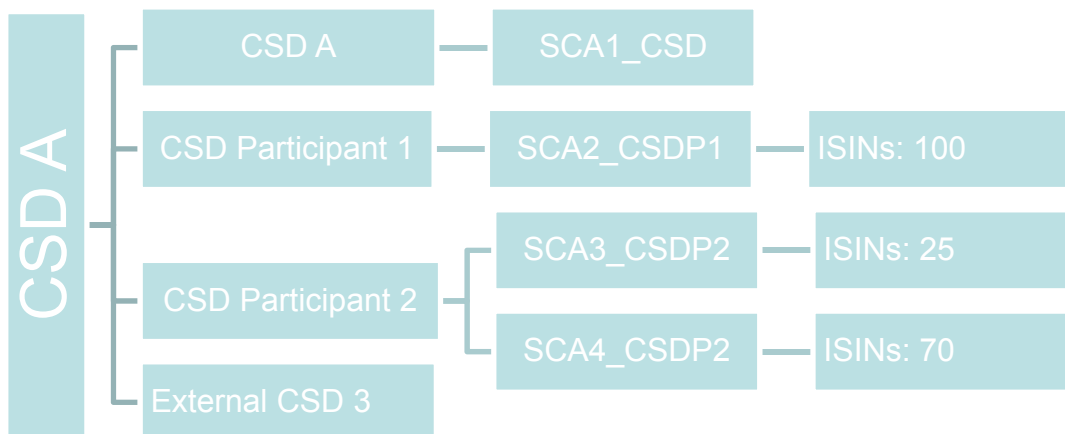 CSD A
CSD A
SCA1_CSD
CSD Participant 1
SCA2_CSDP1
ISINs: 100
CSD Participant 2
SCA3_CSDP2
ISINs: 25
SCA4_CSDP2
ISINs: 70
External CSD 3